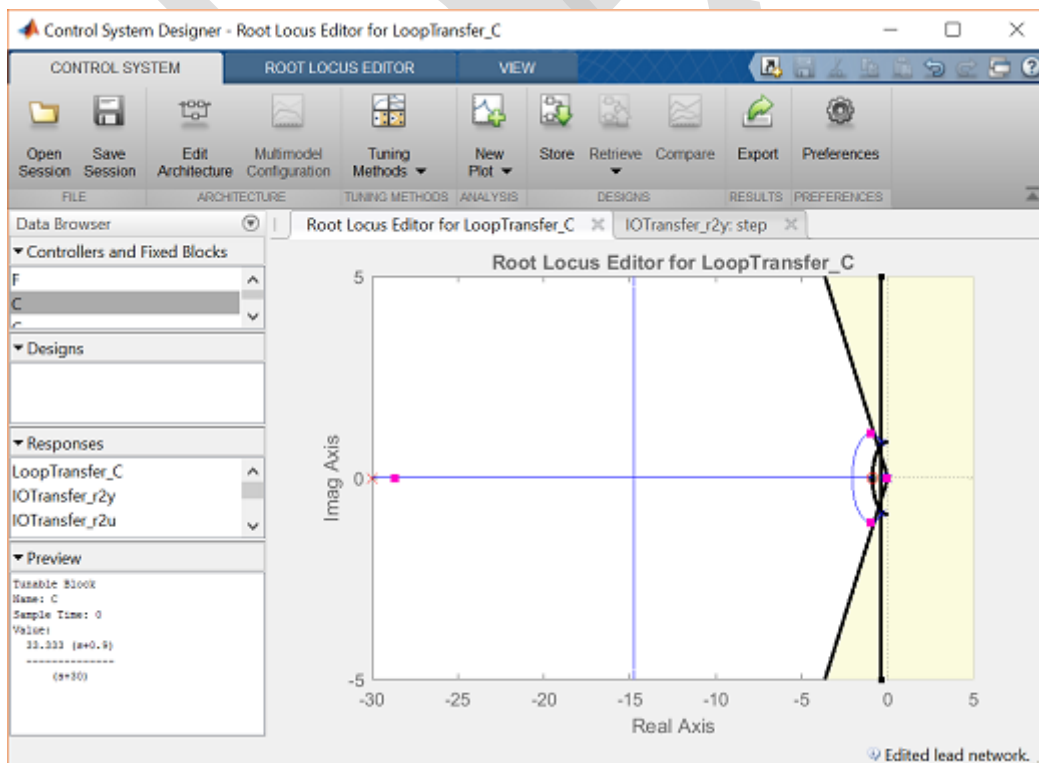 Control System Designer - Root Locus Editor for LoopTransfer_C
CONTROL SYSTEM ROOT LOCUS EDITOR VIEW
Open Session Save Session Edit Architecture Multimodel Configuration Tuning Methods New Plot Store Retrieve Compare Export Preferences
FILE ARCHITECTURE TUNING METHODS ANALYSIS DESIGNS RESULTS PREFERENCES
Data Browser
Root Locus Editor for LoopTransfer_C IOTransfer_r2y: step
Controllers and Fixed Blocks
F
C
Designs
Responses
LoopTransfer_C
IOTransfer_r2y
IOTransfer_r2u
Preview
Tunable Block
Name: C
Sample Time: 0
Value:
33.333 (s+0.9)
--------------
(s+30)
Root Locus Editor for LoopTransfer_C
5
0
-5
Imag Axis
-30 -25 -20 -15 -10 -5 0 5
Real Axis
Edited lead network.